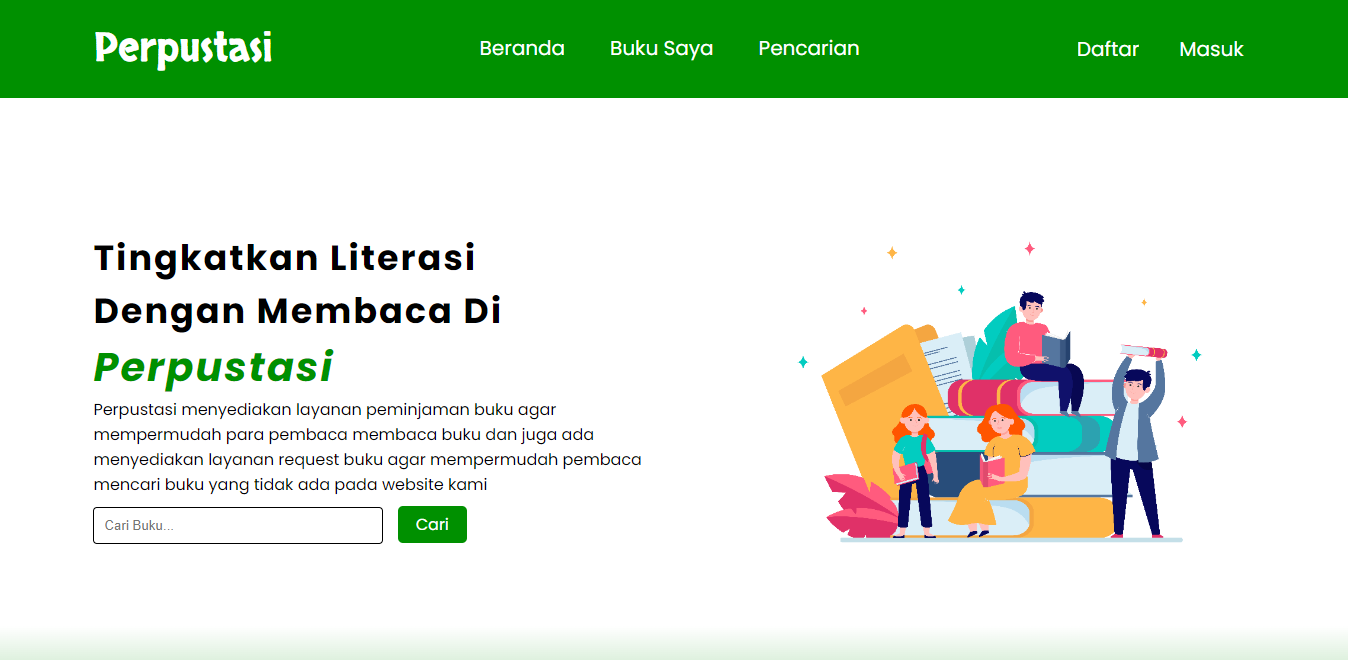 Perpustasi
Beranda Buku Saya Pencarian
Daftar Masuk
Tingkatkan Literasi
Dengan Membaca Di
Perpustasi
Perpustasi menyediakan layanan peminjaman buku agar
mempermudah para pembaca membaca buku dan juga ada
menyediakan layanan request buku agar mempermudah pembaca
mencari buku yang tidak ada pada website kami
Cari Buku...
Cari